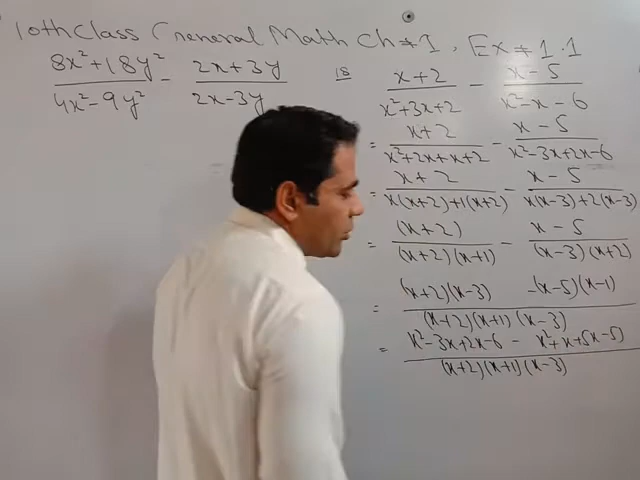 10th Class General Math Ch # 1 , Ex # 1.1
(8x²+18y²)/(4x²-9y²) - (2x+3y)/(2x-3y)
15 (x+2)/(x²+3x+2) - (x-5)/(x²-x-6)
= (x+2)/(x²+2x+x+2) - (x-5)/(x²-3x+2x-6)
= (x+2)/(x(x+2)+1(x+2)) - (x-5)/(x(x-3)+2(x-3))
= (x+2)/((x+2)(x+1)) - (x-5)/((x-3)(x+2))
= ((x+2)(x-3) -(x-5)(x-1))/((x+2)(x+1)(x-3))
= (x²-3x+2x-6 - x²+x+5x-5)/((x+2)(x+1)(x-3))